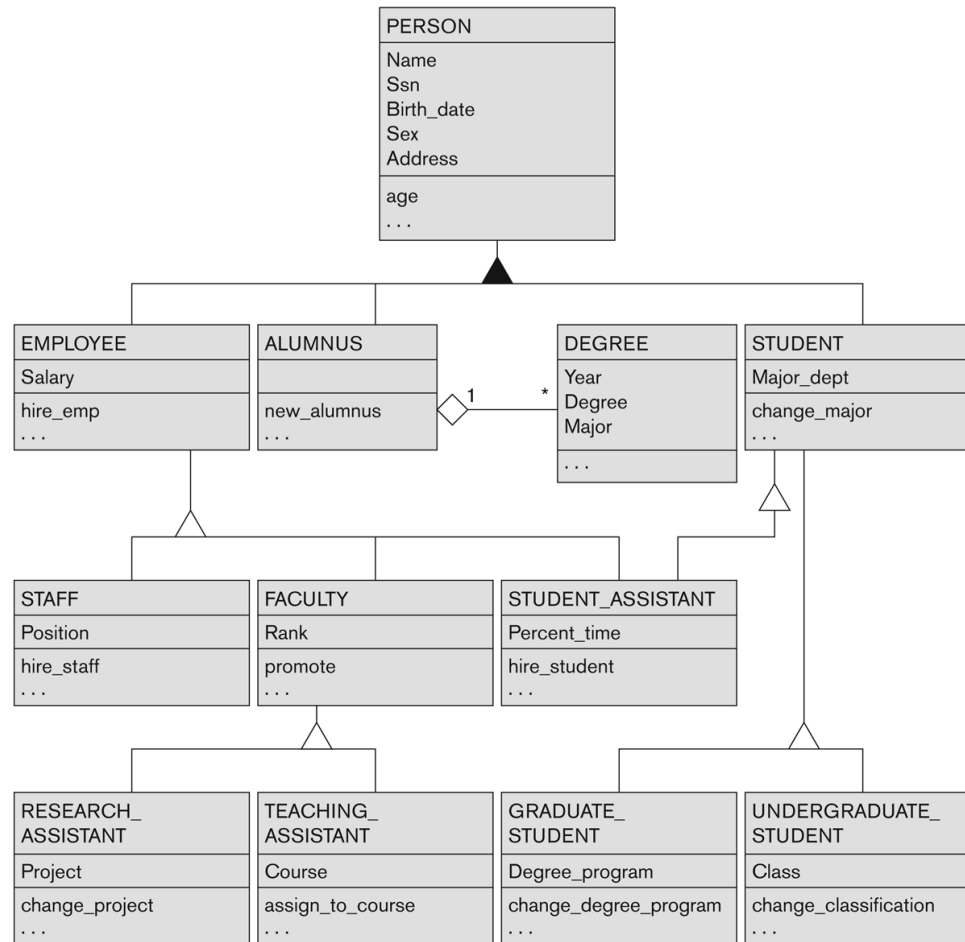 PERSON
Name
Ssn
Birth_date
Sex
Address
age
. . .
EMPLOYEE
Salary
hire_emp
. . .
ALUMNUS
new_alumnus
. . .
1
*
DEGREE
Year
Degree
Major
. . .
STUDENT
Major_dept
change_major
. . .
STAFF
Position
hire_staff
. . .
FACULTY
Rank
promote
. . .
STUDENT_ASSISTANT
Percent_time
hire_student
. . .
RESEARCH_
ASSISTANT
Project
change_project
. . .
TEACHING_
ASSISTANT
Course
assign_to_course
. . .
GRADUATE_
STUDENT
Degree_program
change_degree_program
. . .
UNDERGRADUATE_
STUDENT
Class
change_classification
. . .